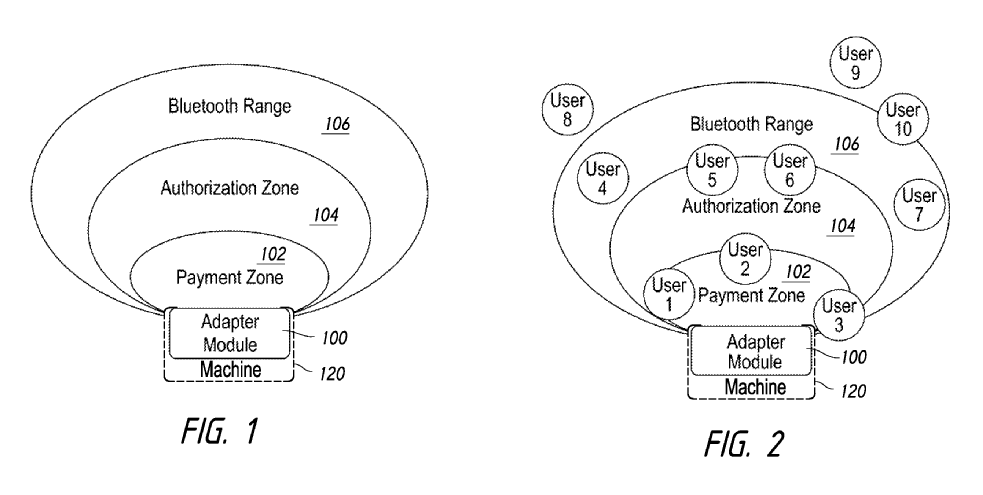 Bluetooth Range
106
Authorization Zone
104
102
Payment Zone
Adapter
Module
100
Machine
120
FIG. 1
User
9
User
8
User
10
Bluetooth Range
106
User
4
User
5
User
6
User
7
Authorization Zone
104
User
2
102
User
1
Payment Zone
User
3
Adapter
Module
100
Machine
120
FIG. 2